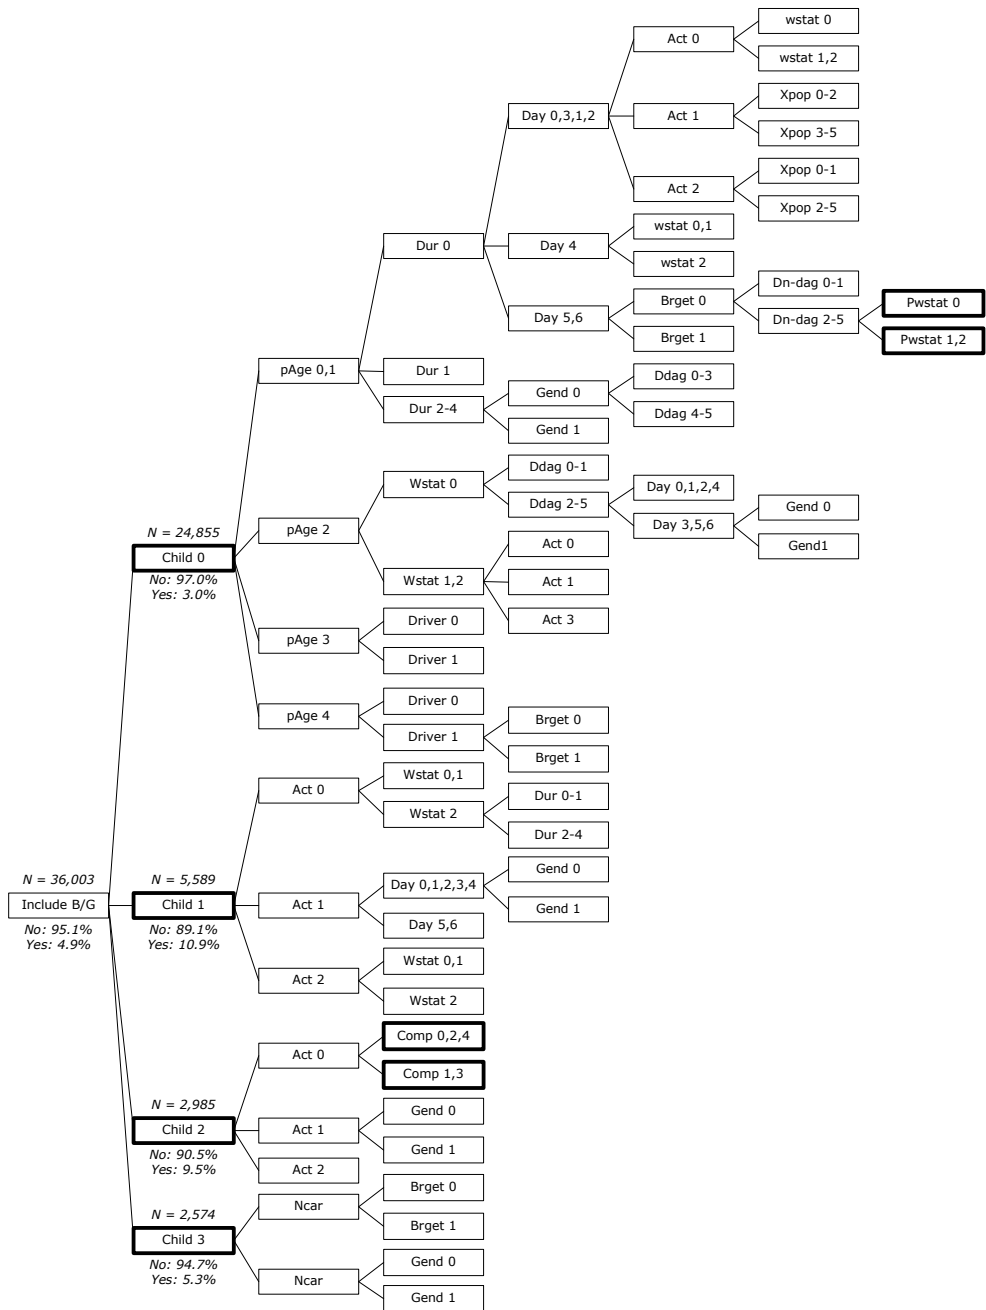 wstat 0
Act 0
wstat 1,2
Xpop 0-2
Day 0,3,1,2
Act 1
Xpop 3-5
Xpop 0-1
Act 2
Xpop 2-5
wstat 0,1
Dur 0
Day 4
wstat 2
Dn-dag 0-1
Brget 0
Pwstat 0
Day 5,6
Dn-dag 2-5
Brget 1
Pwstat 1,2
pAge 0,1
Dur 1
Ddag 0-3
Gend 0
Dur 2-4
Ddag 4-5
Gend 1
Ddag 0-1
Wstat 0
Day 0,1,2,4
Ddag 2-5
Gend 0
N = 24,855
pAge 2
Day 3,5,6
Act 0
Gend1
Child 0
No: 97.0%
Yes: 3.0%
Wstat 1,2
Act 1
Act 3
Driver 0
pAge 3
Driver 1
Driver 0
pAge 4
Brget 0
Driver 1
Brget 1
Wstat 0,1
Act 0
Dur 0-1
Wstat 2
Dur 2-4
Gend 0
N = 36,003
N = 5,589
Day 0,1,2,3,4
Include B/G
Child 1
Act 1
Gend 1
No: 95.1%
Yes: 4.9%
No: 89.1%
Yes: 10.9%
Day 5,6
Wstat 0,1
Act 2
Wstat 2
Comp 0,2,4
Act 0
Comp 1,3
N = 2,985
Gend 0
Child 2
Act 1
Gend 1
No: 90.5%
Yes: 9.5%
Act 2
Brget 0
Ncar
N = 2,574
Brget 1
Child 3
No: 94.7%
Yes: 5.3%
Gend 0
Ncar
Gend 1